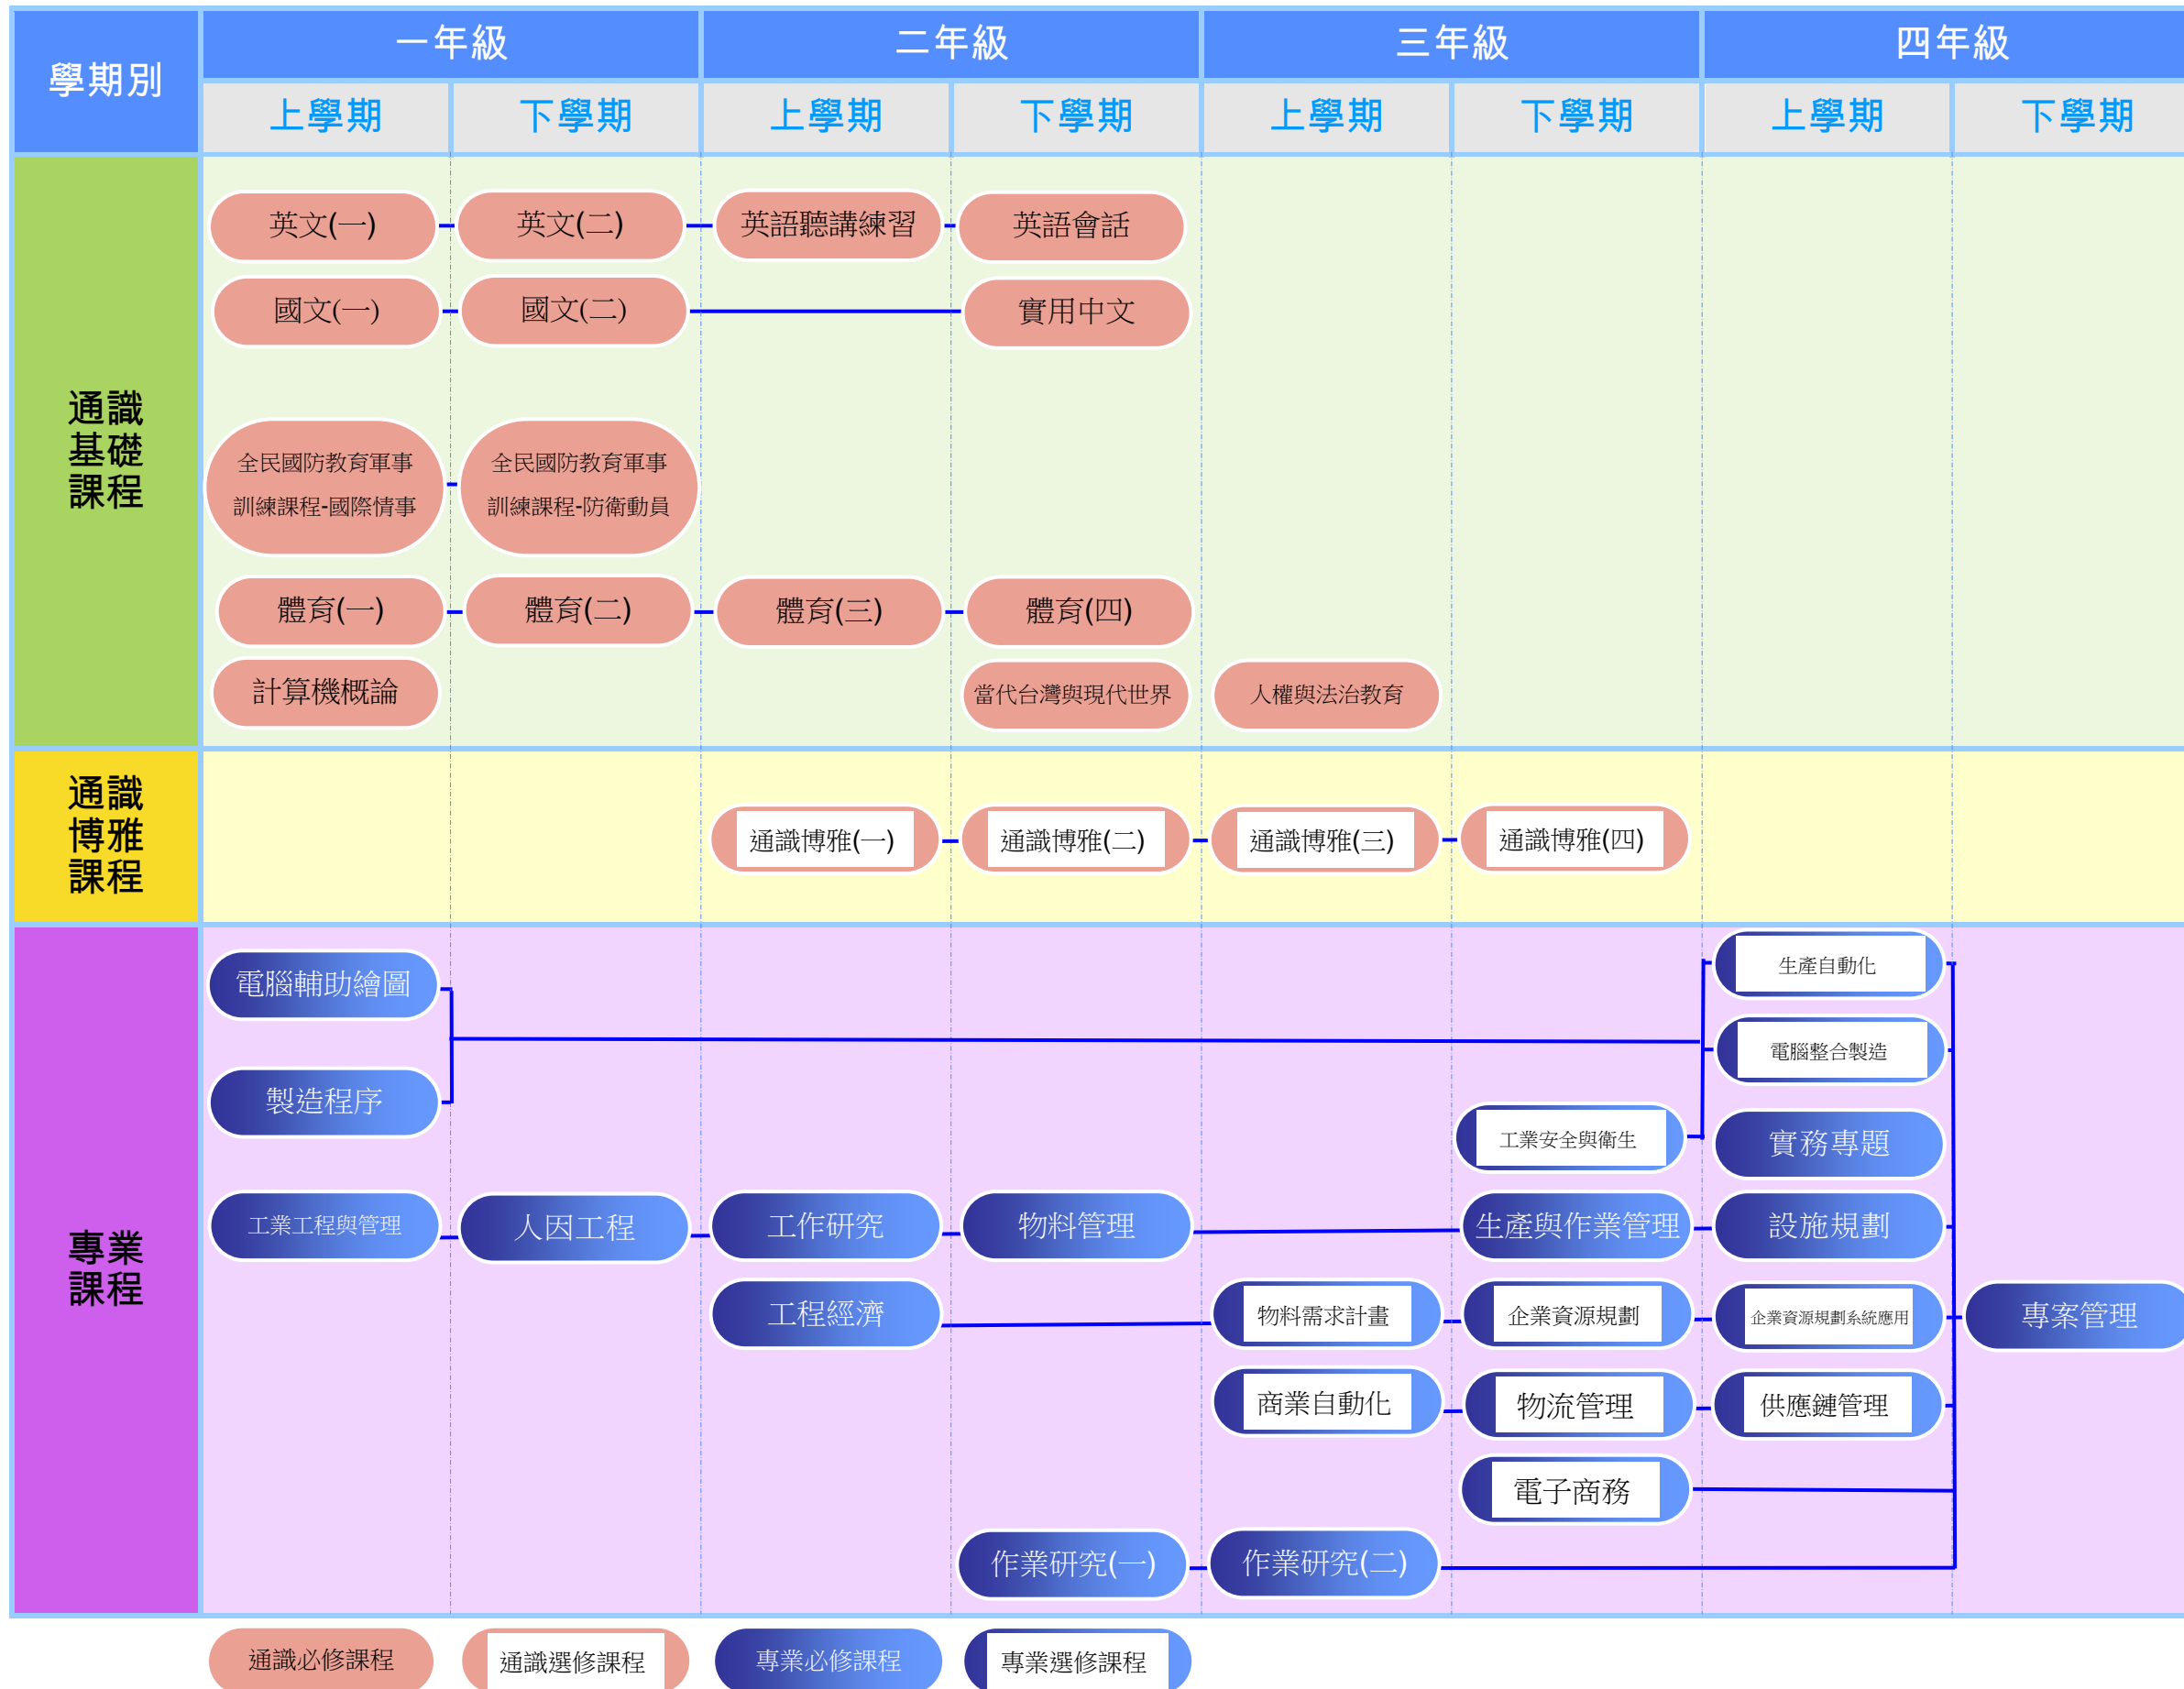 學期別
一年級
二年級
三年級
四年級
上學期
下學期
上學期
下學期
上學期
下學期
上學期
下學期
通識
基礎
課程
英文(一)
英文(二)
英語聽講練習
英語會話
國文(一)
國文(二)
實用中文
全民國防教育軍事
訓練課程-國際情事
全民國防教育軍事
訓練課程-防衛動員
體育(一)
體育(二)
體育(三)
體育(四)
計算機概論
當代台灣與現代世界
人權與法治教育
通識
博雅
課程
通識博雅(一)
通識博雅(二)
通識博雅(三)
通識博雅(四)
專業
課程
電腦輔助繪圖
生產自動化
電腦整合製造
製造程序
工業安全與衛生
實務專題
工業工程與管理
人因工程
工作研究
物料管理
生產與作業管理
設施規劃
工程經濟
物料需求計畫
企業資源規劃
企業資源規劃系統應用
專案管理
商業自動化
物流管理
供應鏈管理
電子商務
作業研究(一)
作業研究(二)
通識必修課程
通識選修課程
專業必修課程
專業選修課程